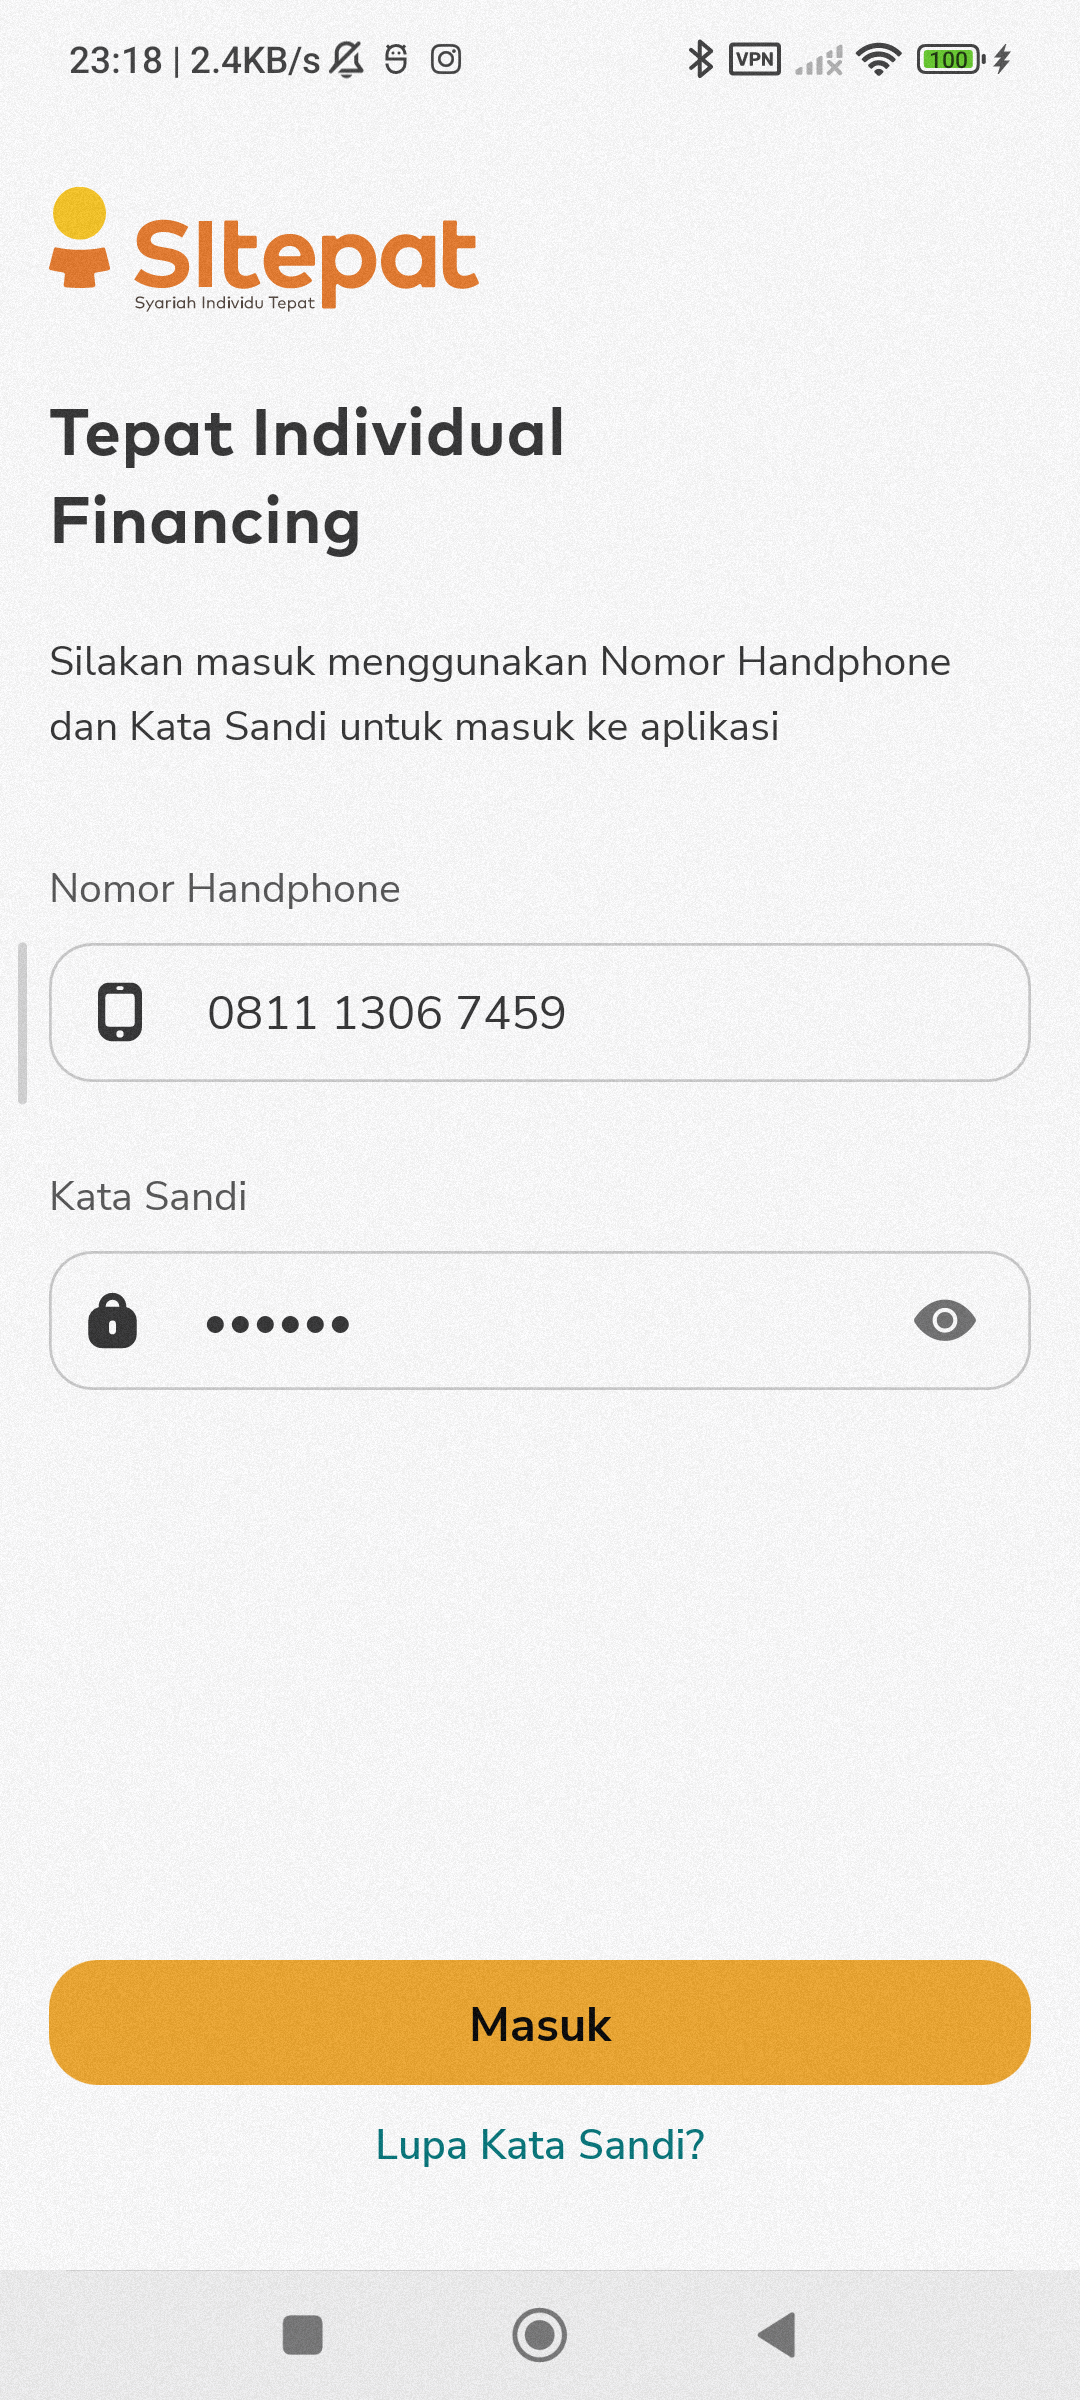 23:18 | 2.4KB/s
VPN
100
SItepat
Syariah Individu Tepat
Tepat Individual
Financing
Silakan masuk menggunakan Nomor Handphone
dan Kata Sandi untuk masuk ke aplikasi
Nomor Handphone
0811 1306 7459
Kata Sandi
••••••
Masuk
Lupa Kata Sandi?